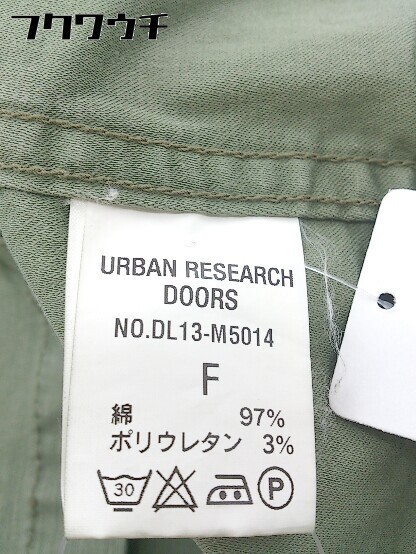 フクワウチ
URBAN RESEARCH
DOORS
NO.DL13-M5014
F
綿 97%
ポリウレタン 3%
30 P